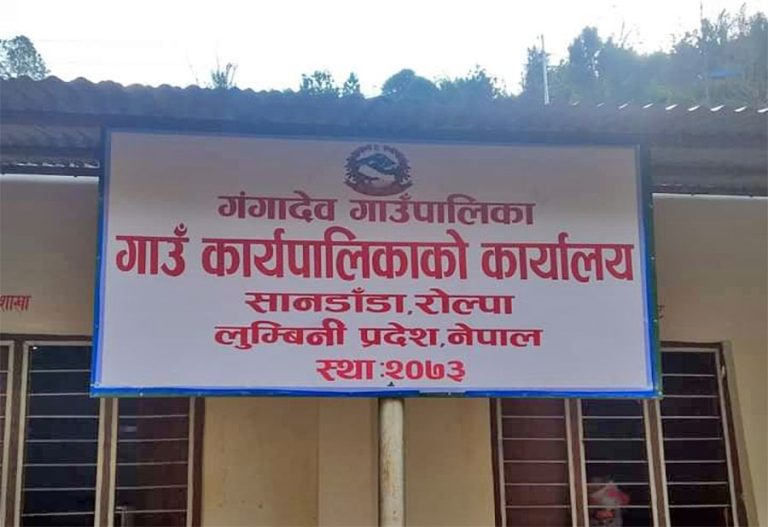 गंगादेव गाउँपालिका
गाउँ कार्यपालिकाको कार्यालय
सानडाँडा,रोल्पा
लुम्बिनी प्रदेश,नेपाल
स्था:२०७३